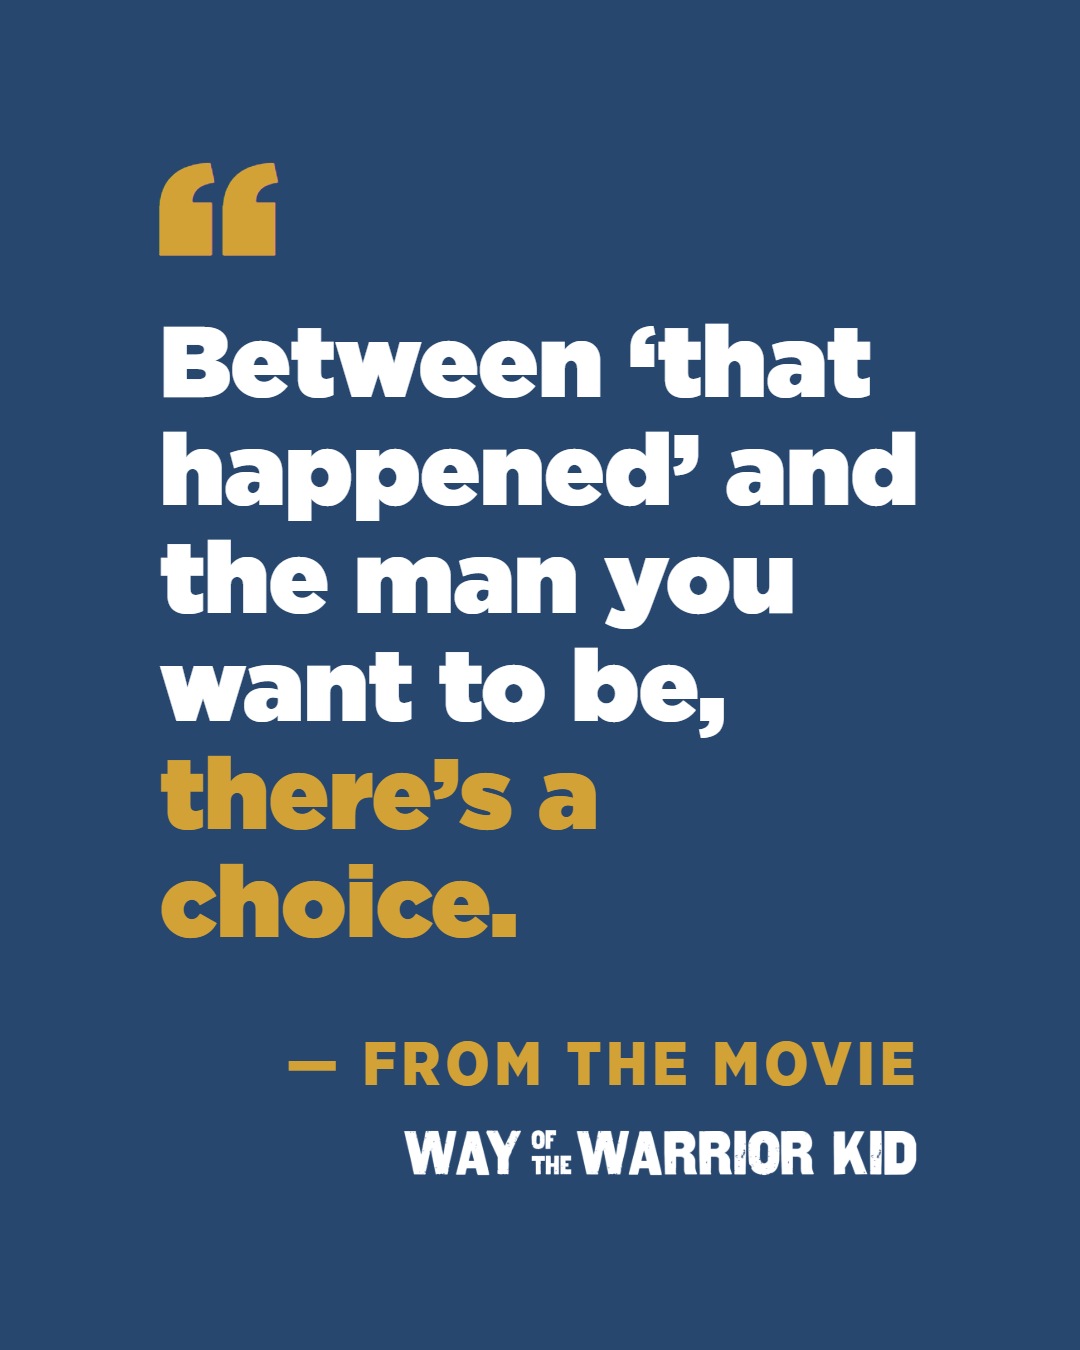 “
Between ‘that
happened’ and
the man you
want to be,
there’s a
choice.
— FROM THE MOVIE
WAY OF THE WARRIOR KID